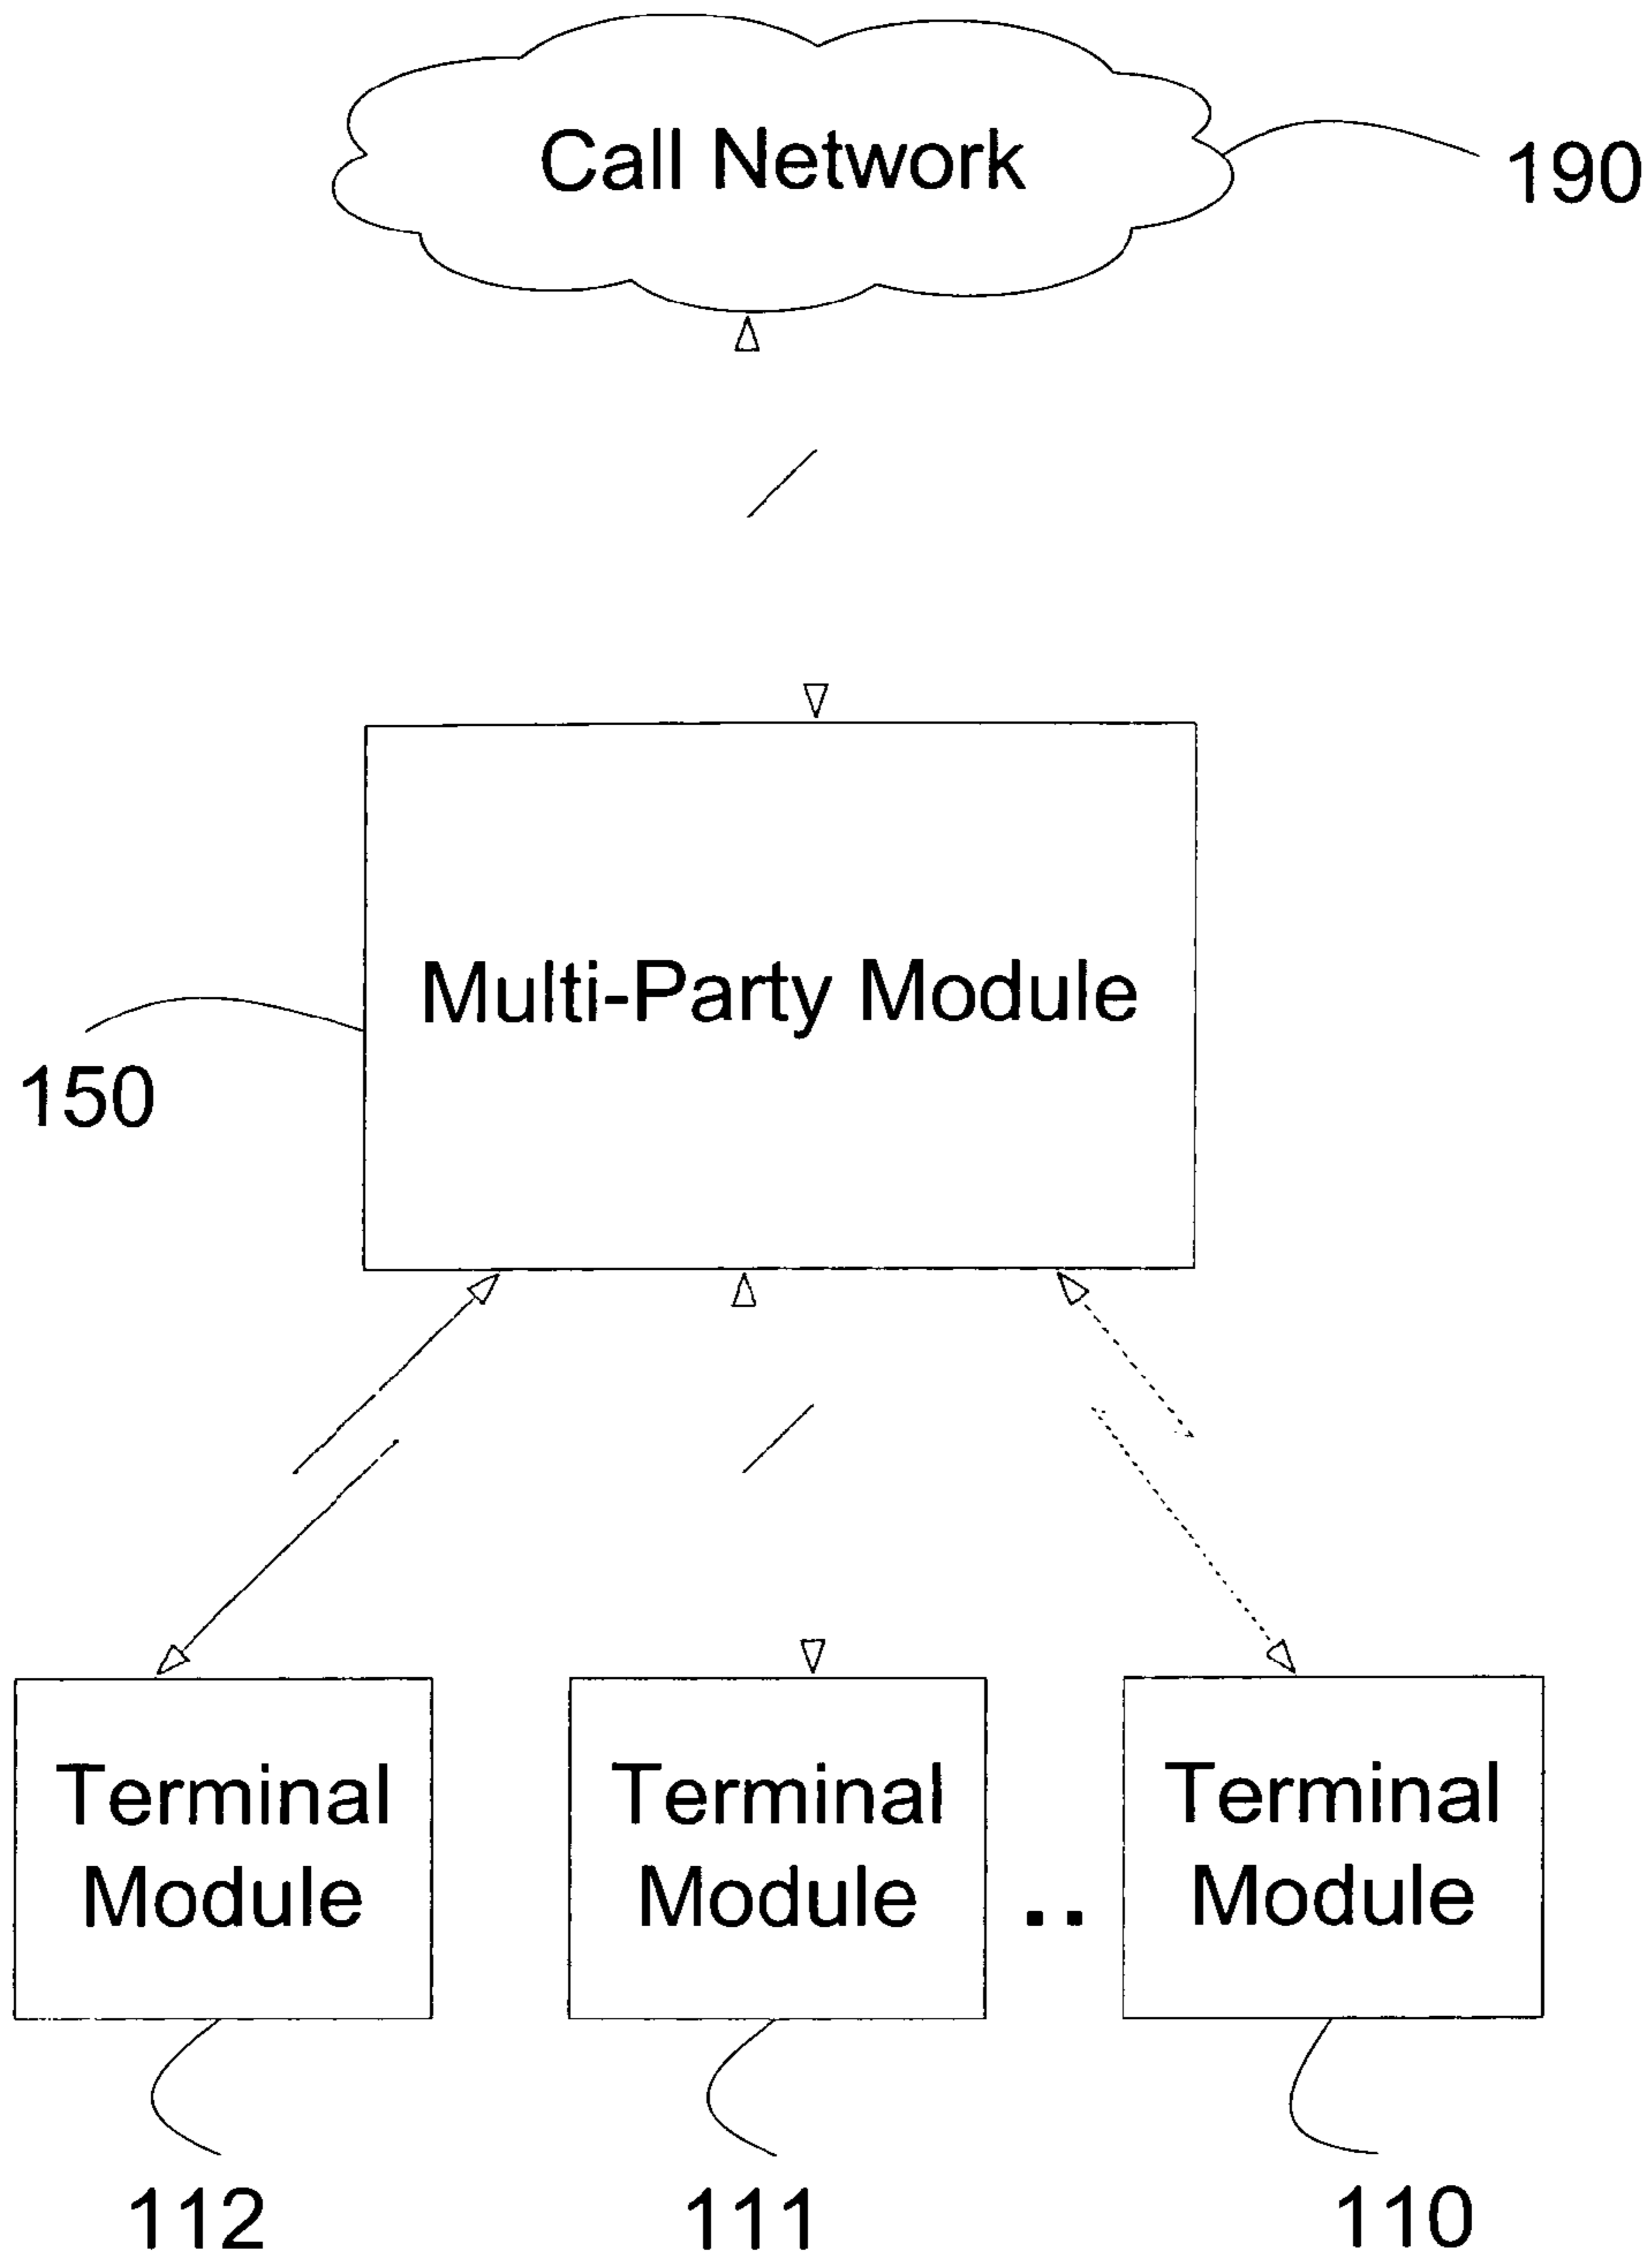 Call Network
190
Multi-Party Module
150
Terminal
Module
Terminal
Module
..
Terminal
Module
112
111
110